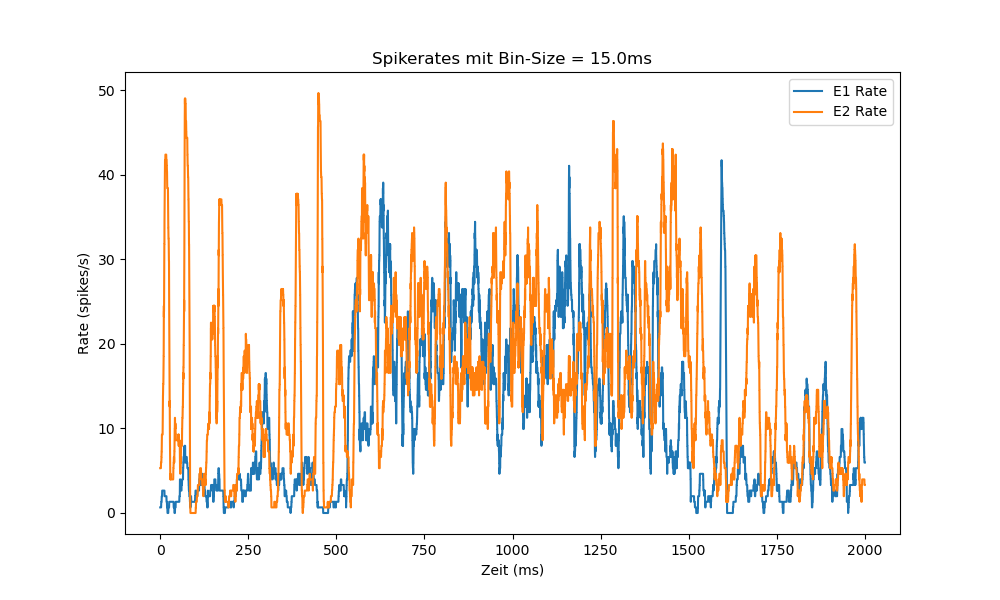 Spikerates mit Bin-Size = 15.0ms
E1 Rate
E2 Rate
50
40
30
20
10
0
Rate (spikes/s)
0 250 500 750 1000 1250 1500 1750 2000
Zeit (ms)